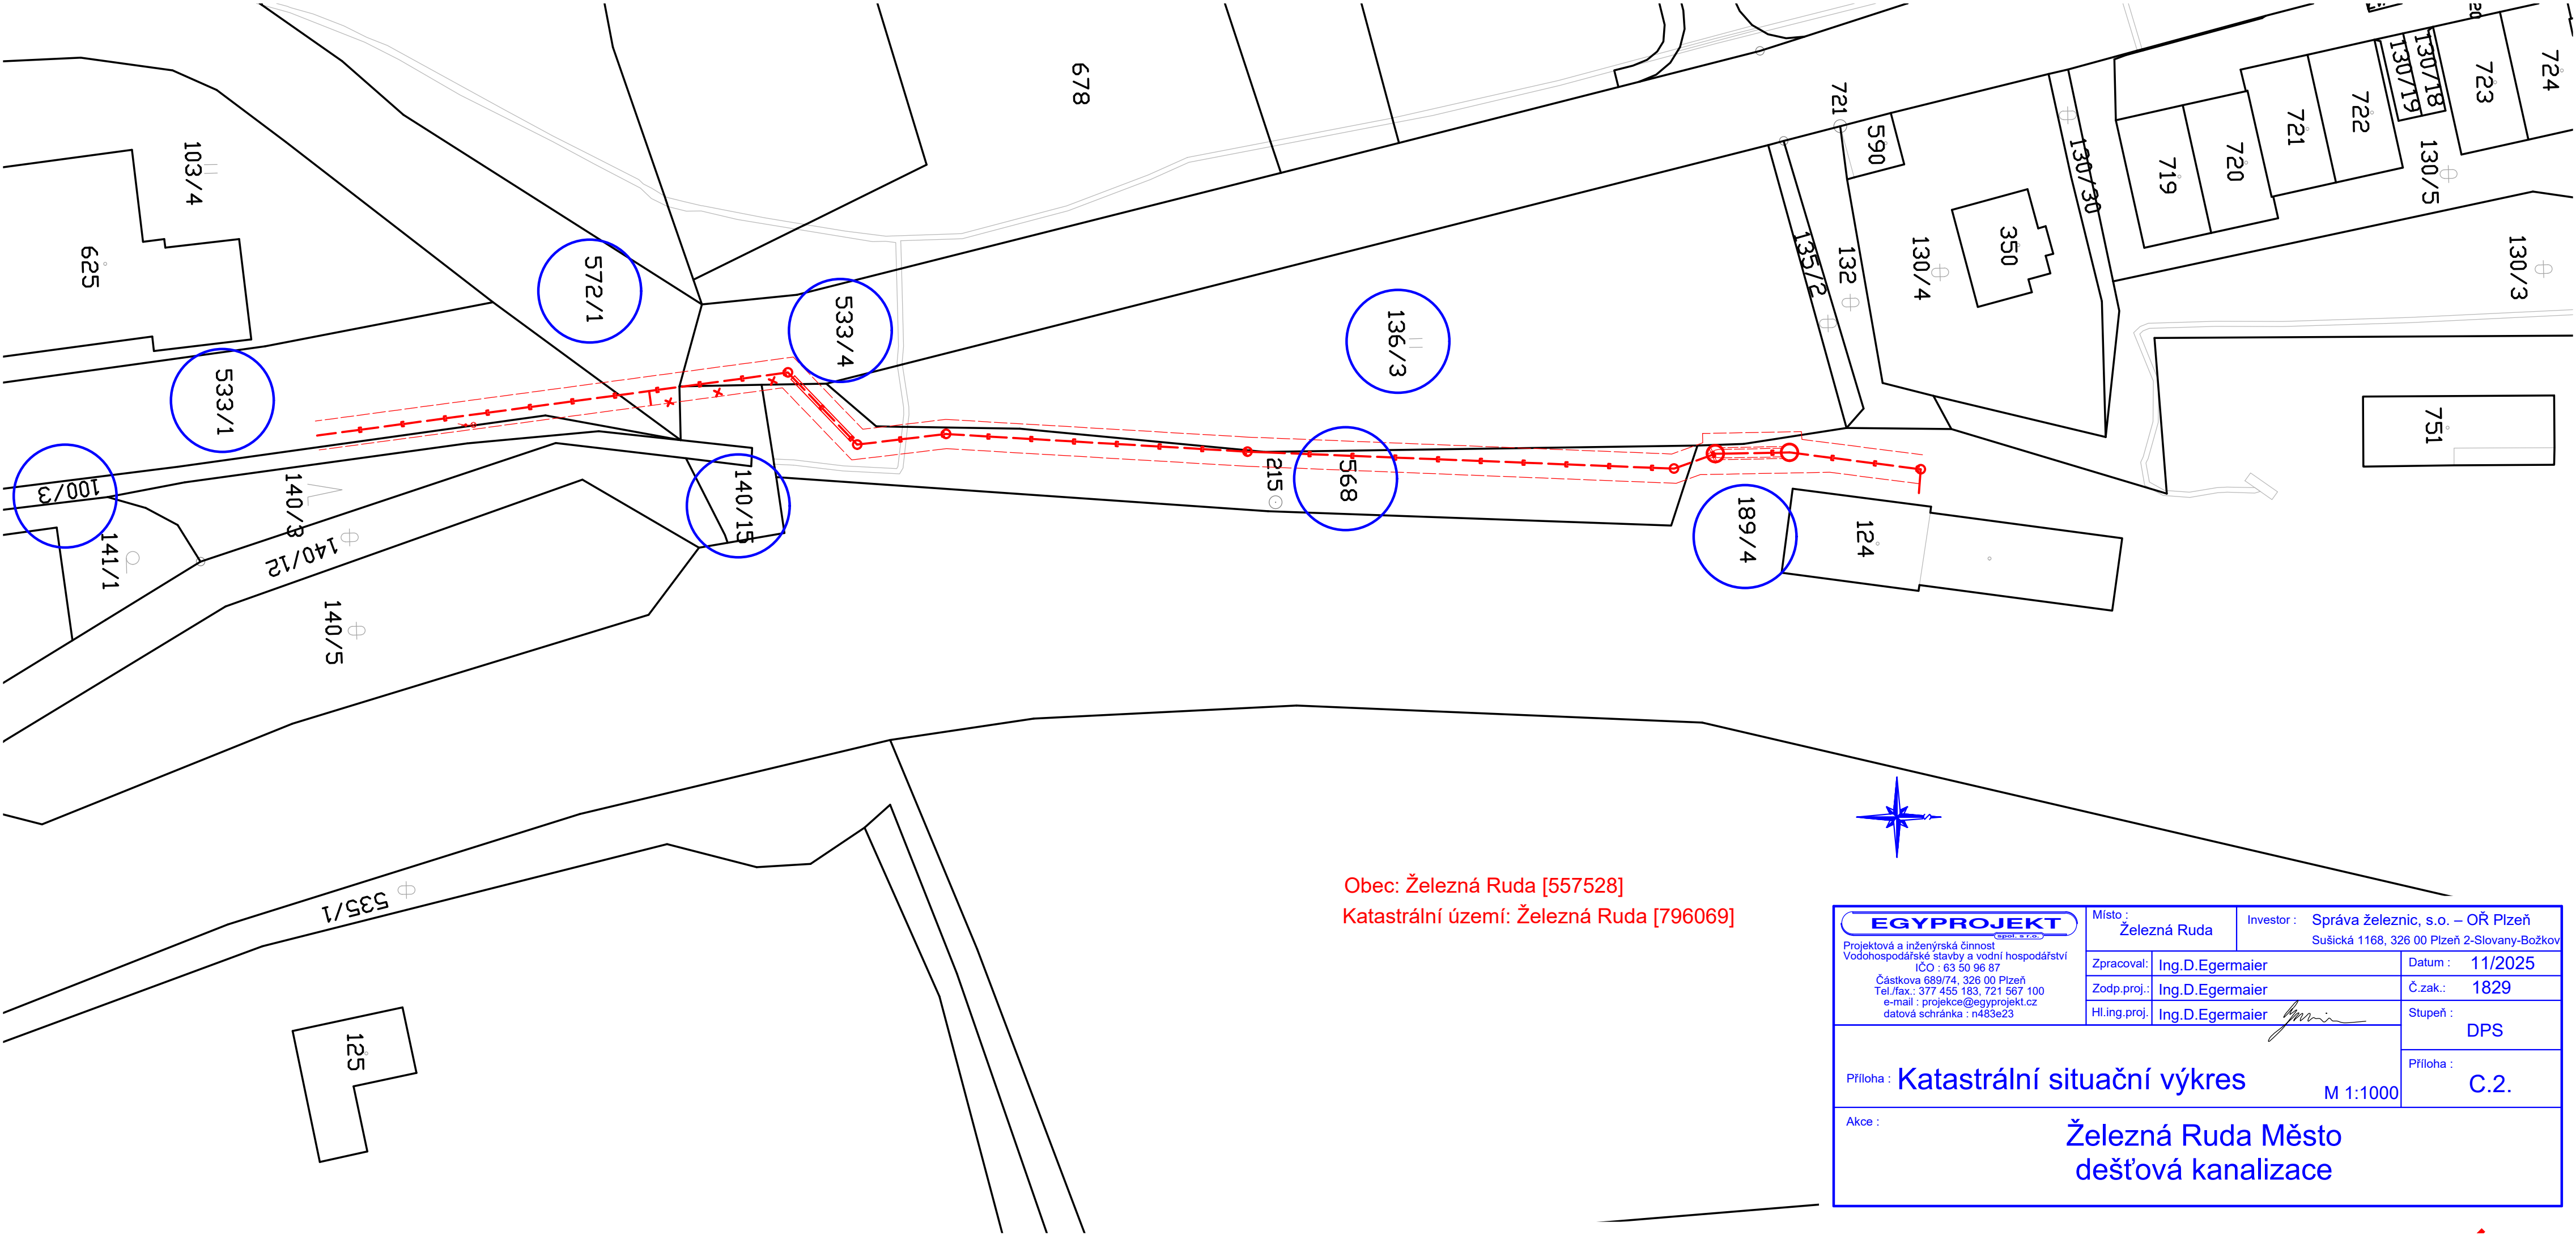 678
724
723
130/18
130/19
722
721
720
719
130/5
130/30
721
590
350
130/4
132
135/2
130/3
751
103/4
625
572/1
533/4
136/3
533/1
100/3
140/3
140/12
141/1
140/5
140/15
215
568
189/4
124
535/1
125
Obec: Železná Ruda [557528]
Katastrální území: Železná Ruda [796069]
EGYPROJEKT
spol. s r.o.
Projektová a inženýrská činnost
Vodohospodářské stavby a vodní hospodářství
IČO : 63 50 96 87
Částkova 689/74, 326 00 Plzeň
Tel./fax.: 377 455 183, 721 567 100
e-mail : projekce@egyprojekt.cz
datová schránka : n483e23
Místo :
Železná Ruda
Investor : Správa železnic, s.o. – OŘ Plzeň
Sušická 1168, 326 00 Plzeň 2-Slovany-Božkov
Zpracoval: Ing.D.Egermaier
Datum : 11/2025
Zodp.proj.: Ing.D.Egermaier
Č.zak.: 1829
Hl.ing.proj. Ing.D.Egermaier
Stupeň :
DPS
Příloha : Katastrální situační výkres
M 1:1000
Příloha :
C.2.
Akce :
Železná Ruda Město
dešťová kanalizace